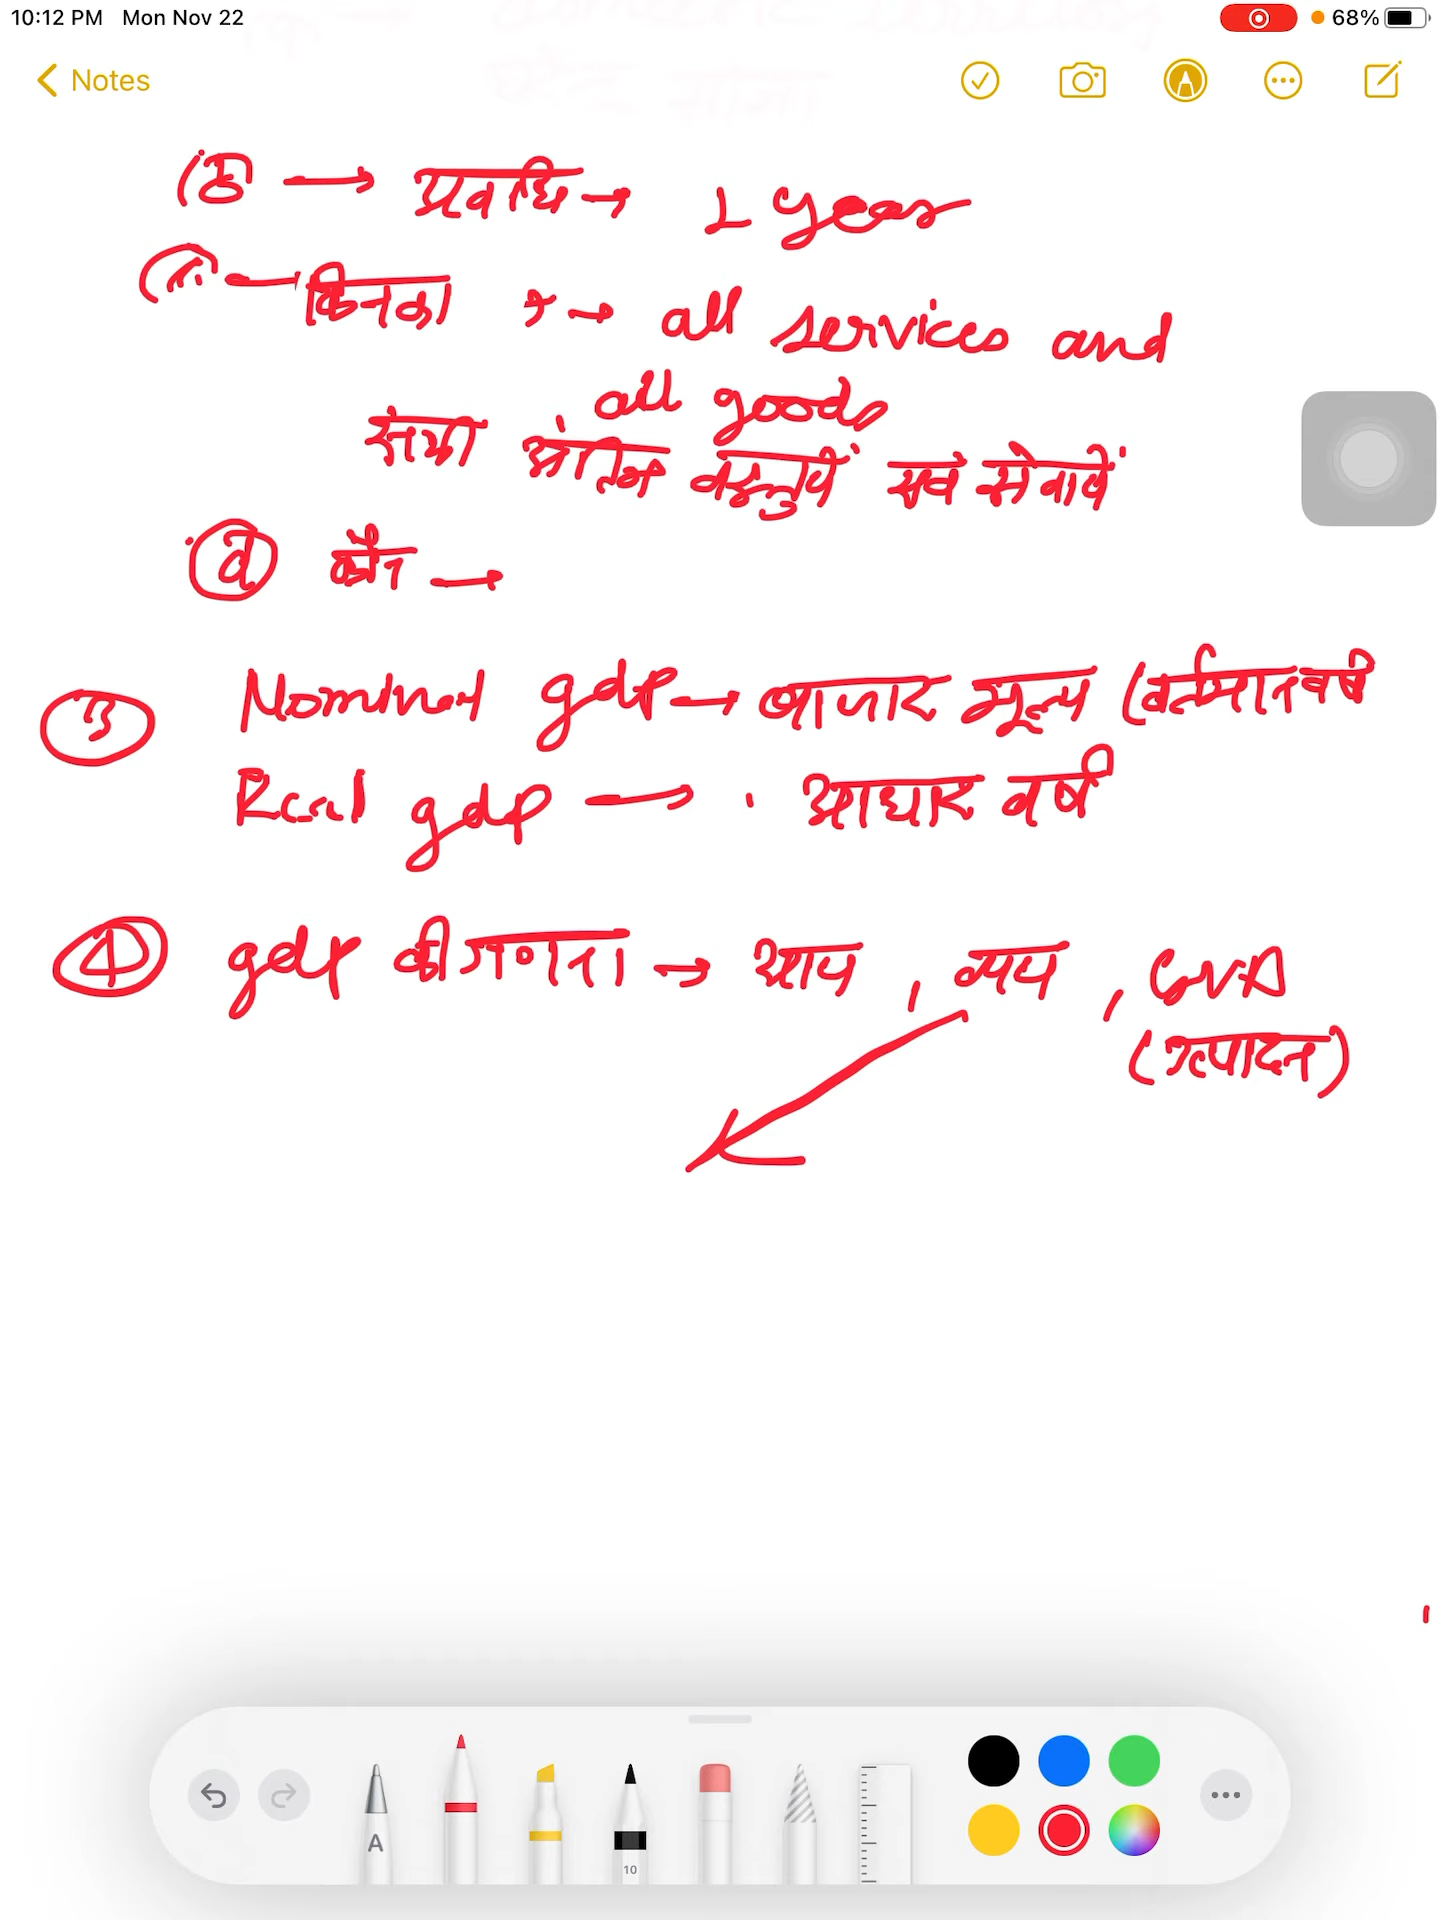 10:12 PM Mon Nov 22 68%
Notes
अवधि → 1 year
किनका → all services and
all goods
सभी अंतिम वस्तुयें एवं सेवायें
कौन →
3 Nominal gdp → बाजार मूल्य (वर्तमान वर्ष
Real gdp → आधार वर्ष
4 gdp की गणना → आय , व्यय , GVA
(उत्पादन)
A
10